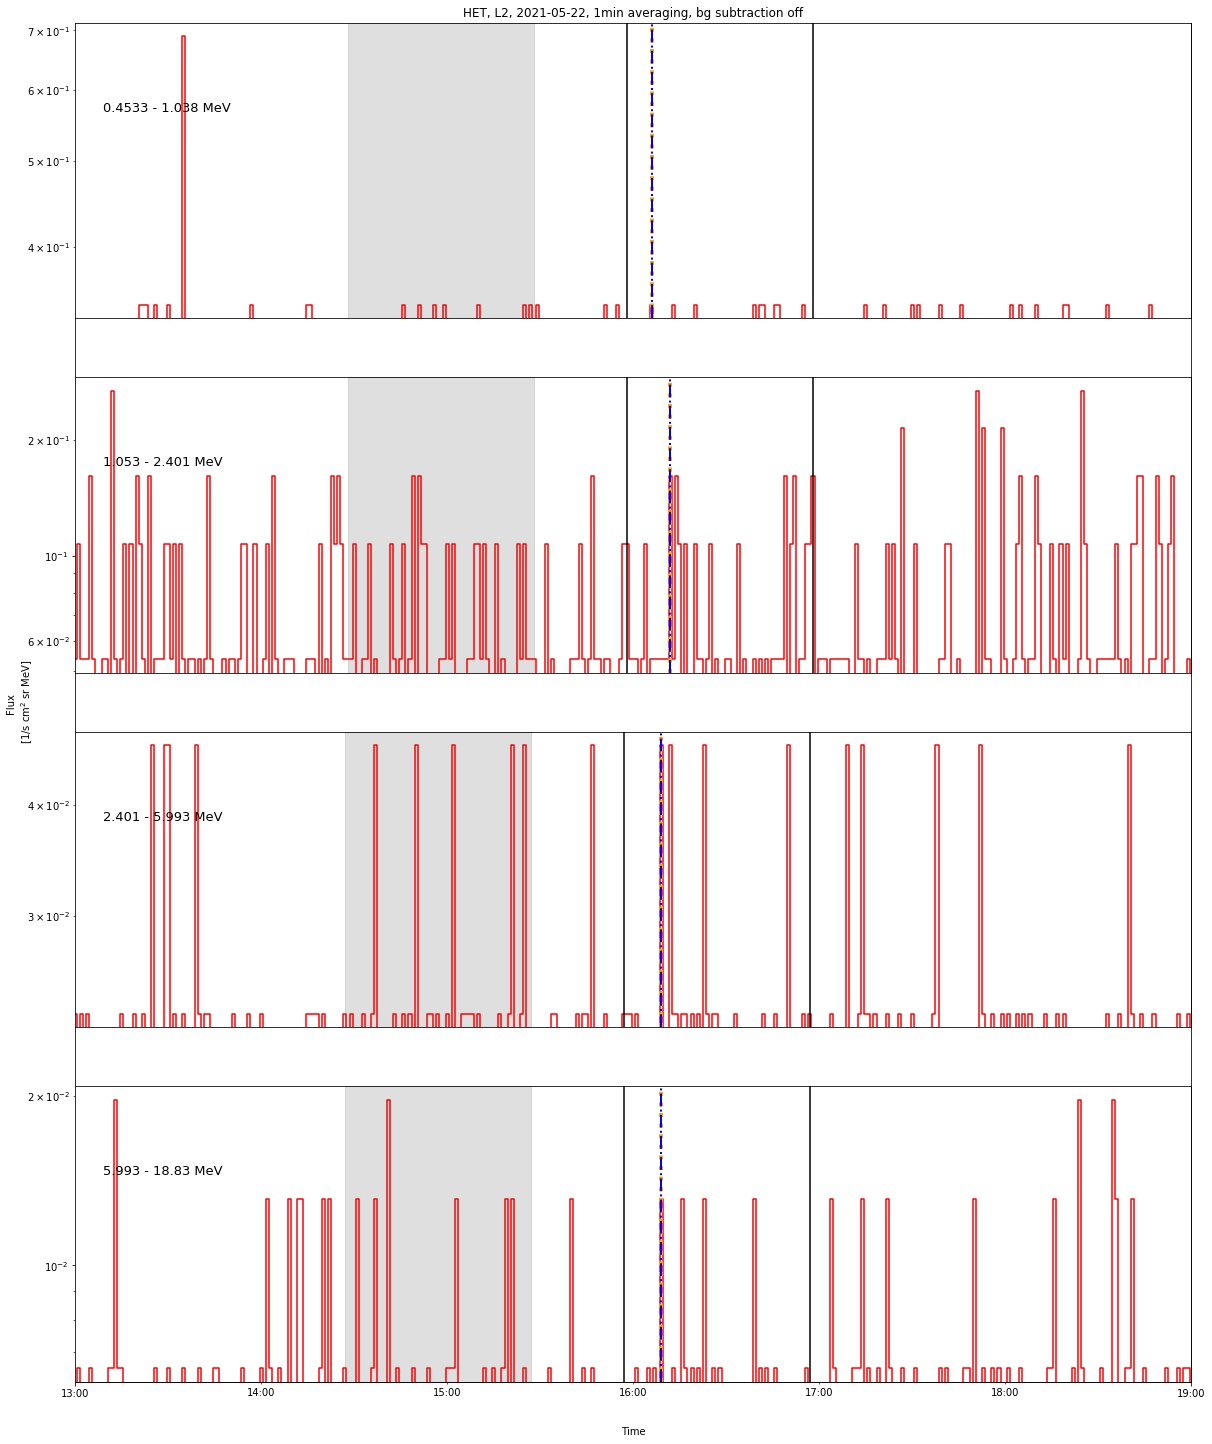 HET, L2, 2021-05-22, 1min averaging, bg subtraction off
7 × 10⁻¹
6 × 10⁻¹
0.4533 - 1.038 MeV
5 × 10⁻¹
4 × 10⁻¹
2 × 10⁻¹
1.053 - 2.401 MeV
10⁻¹
6 × 10⁻²
Flux
[1/s cm² sr MeV]
4 × 10⁻²
2.401 - 5.993 MeV
3 × 10⁻²
2 × 10⁻²
5.993 - 18.83 MeV
10⁻²
13:00 14:00 15:00 16:00 17:00 18:00 19:00
Time